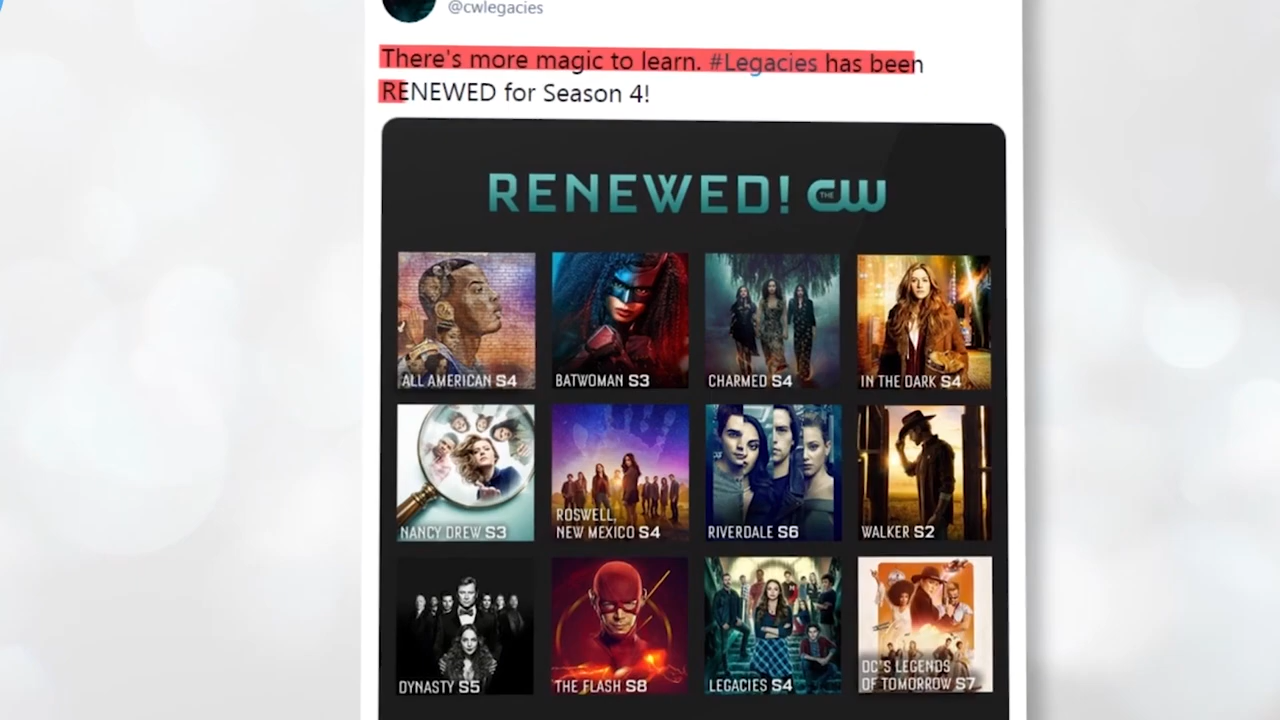 @cwlegacies
There's more magic to learn. #Legacies has been
RENEWED for Season 4!
RENEWED! THE CW
ALL AMERICAN S4
BATWOMAN S3
CHARMED S4
IN THE DARK S4
NANCY DREW S3
ROSWELL,
NEW MEXICO S4
RIVERDALE S6
WALKER S2
DYNASTY S5
THE FLASH S8
LEGACIES S4
DC'S LEGENDS
OF TOMORROW S7